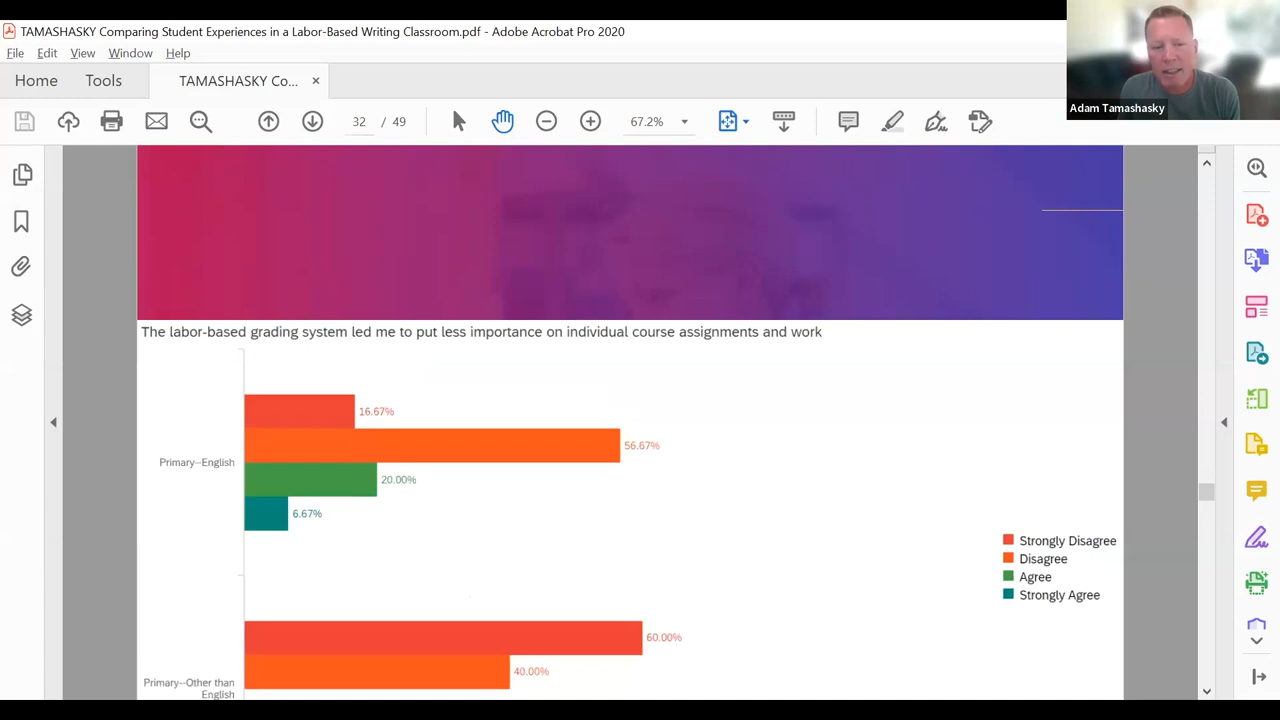 TAMASHASKY Comparing Student Experiences in a Labor-Based Writing Classroom.pdf - Adobe Acrobat Pro 2020
File Edit View Window Help
Home Tools TAMASHASKY Co... ×
32 / 49 67.2%
Adam Tamashasky
The labor-based grading system led me to put less importance on individual course assignments and work
16.67%
56.67%
Primary--English
20.00%
6.67%
Strongly Disagree
Disagree
Agree
Strongly Agree
60.00%
40.00%
Primary--Other than
English